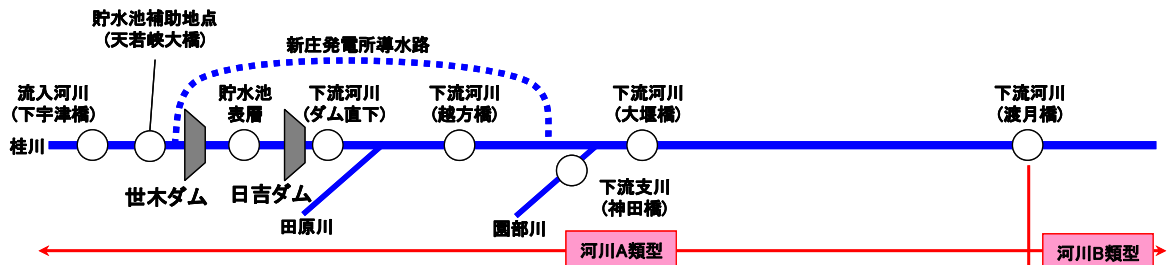 貯水池補助地点
(天若峡大橋)
新庄発電所導水路
流入河川
(下宇津橋)
貯水池
表層
下流河川
(ダム直下)
下流河川
(越方橋)
下流河川
(大堰橋)
下流河川
(渡月橋)
桂川
世木ダム
日吉ダム
田原川
園部川
下流支川
(神田橋)
河川A類型
河川B類型